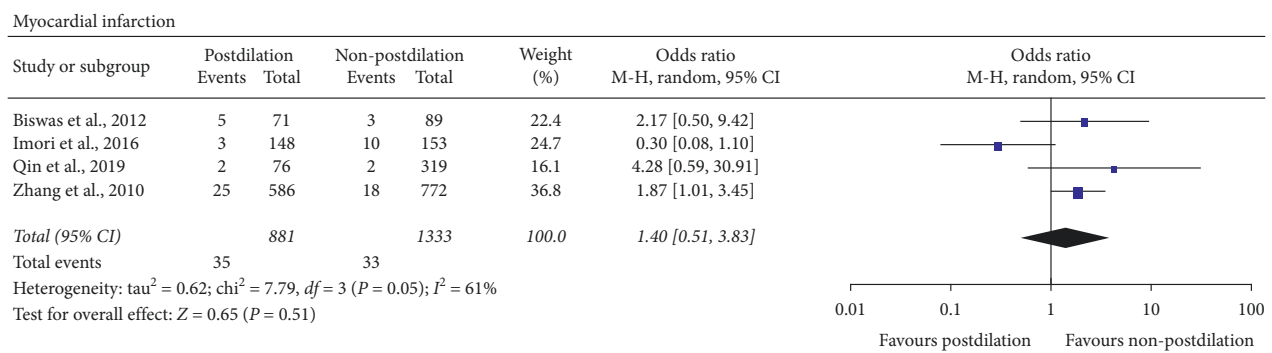 Myocardial infarction
Study or subgroup Postdilation Non-postdilation Weight Odds ratio Odds ratio
Events Total Events Total (%) M-H, random, 95% CI M-H, random, 95% CI
Biswas et al., 2012 5 71 3 89 22.4 2.17 [0.50, 9.42]
Imori et al., 2016 3 148 10 153 24.7 0.30 [0.08, 1.10]
Qin et al., 2019 2 76 2 319 16.1 4.28 [0.59, 30.91]
Zhang et al., 2010 25 586 18 772 36.8 1.87 [1.01, 3.45]
Total (95% CI) 881 1333 100.0 1.40 [0.51, 3.83]
Total events 35 33
Heterogeneity: tau² = 0.62; chi² = 7.79, df = 3 (P = 0.05); I² = 61%
Test for overall effect: Z = 0.65 (P = 0.51)
0.01 0.1 1 10 100
Favours postdilation Favours non-postdilation